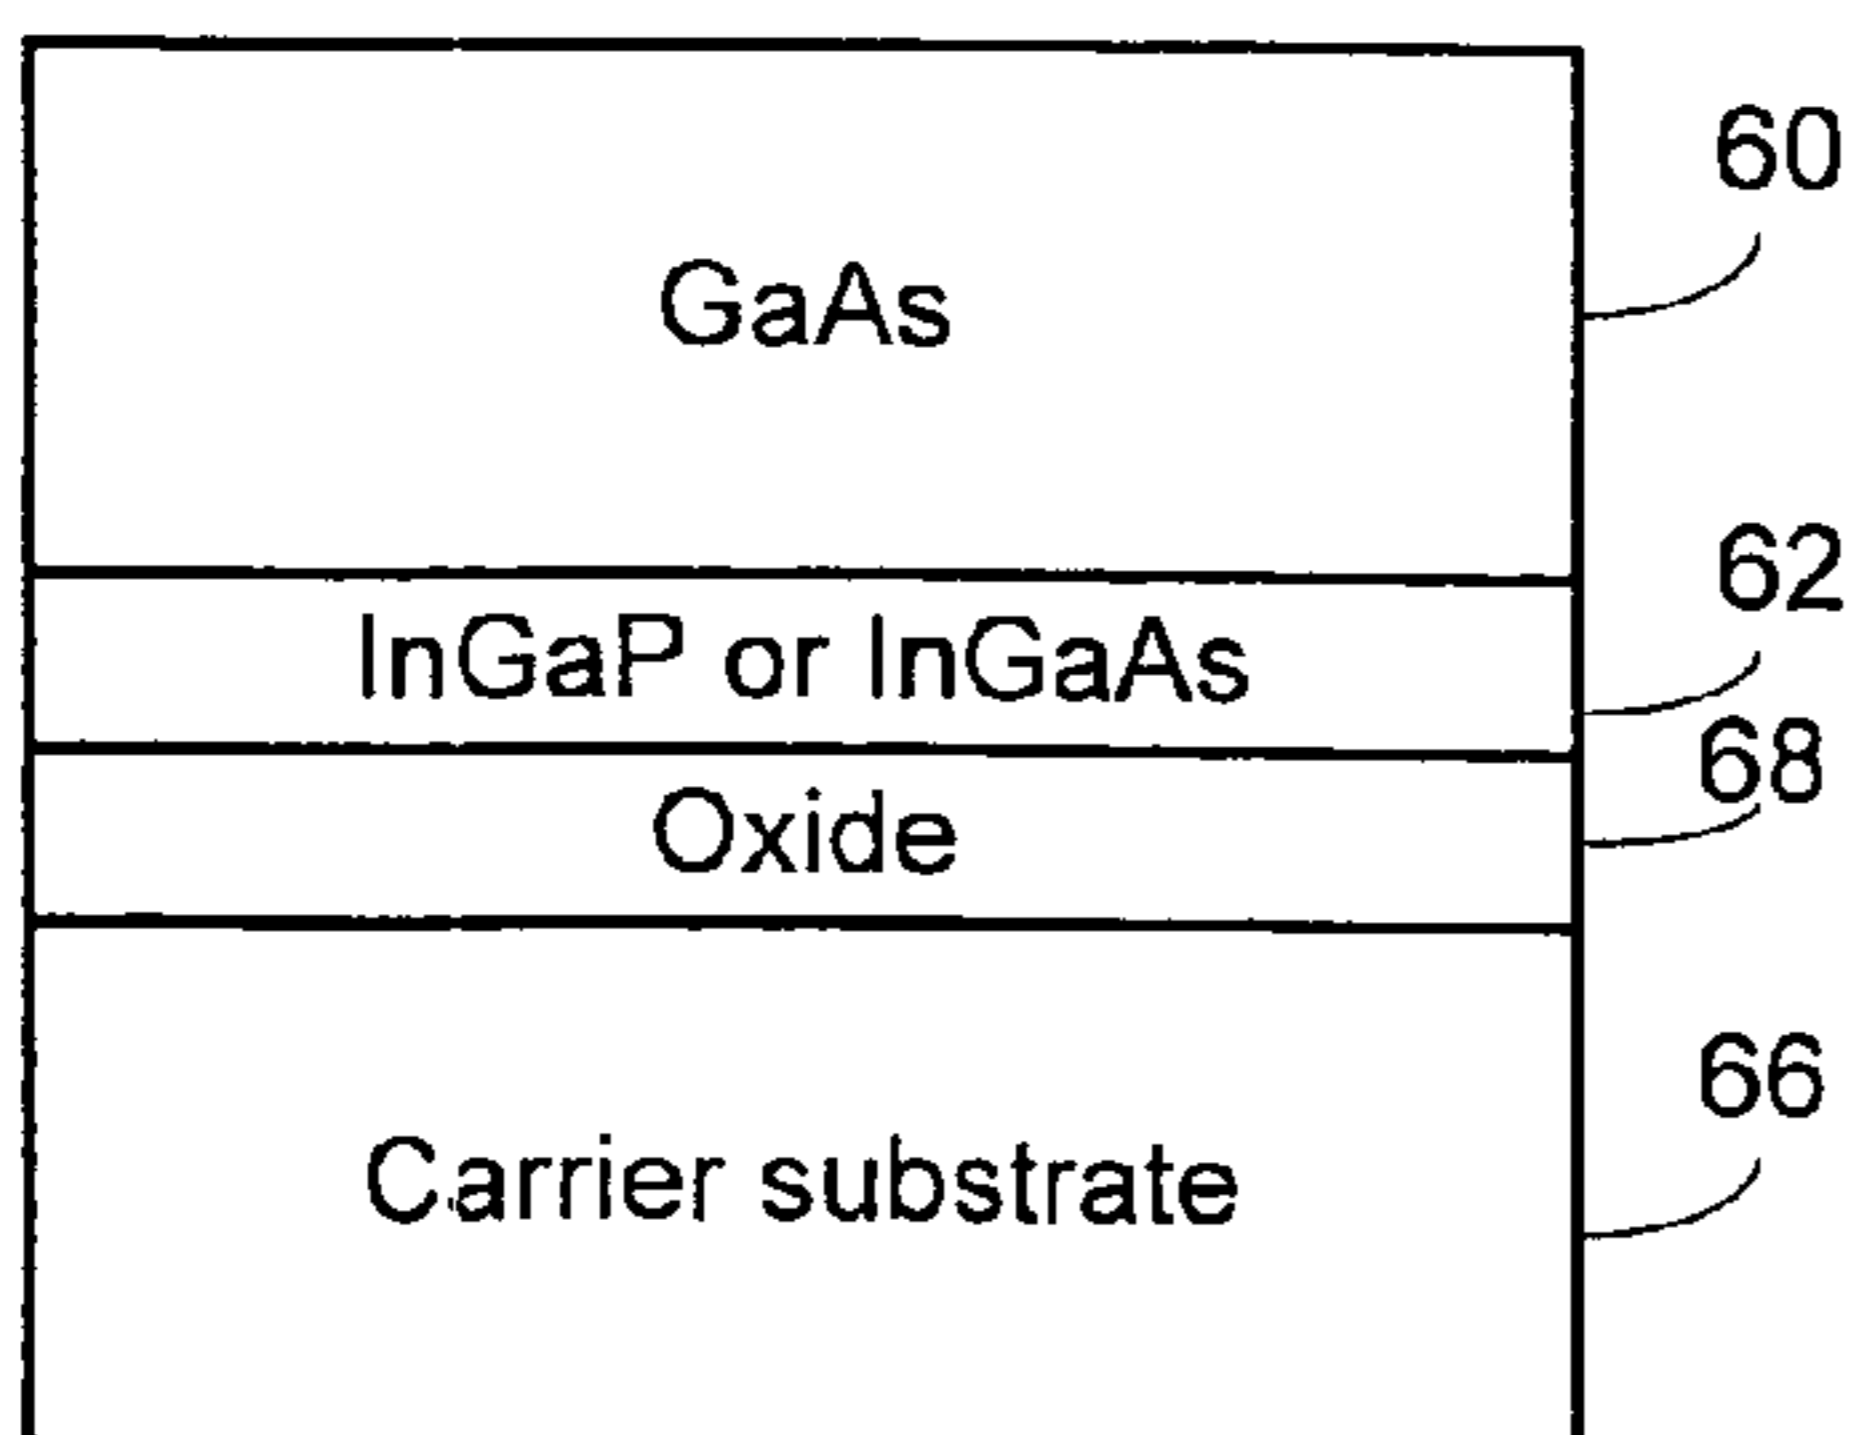 60
GaAs
62
InGaP or InGaAs
68
Oxide
66
Carrier substrate